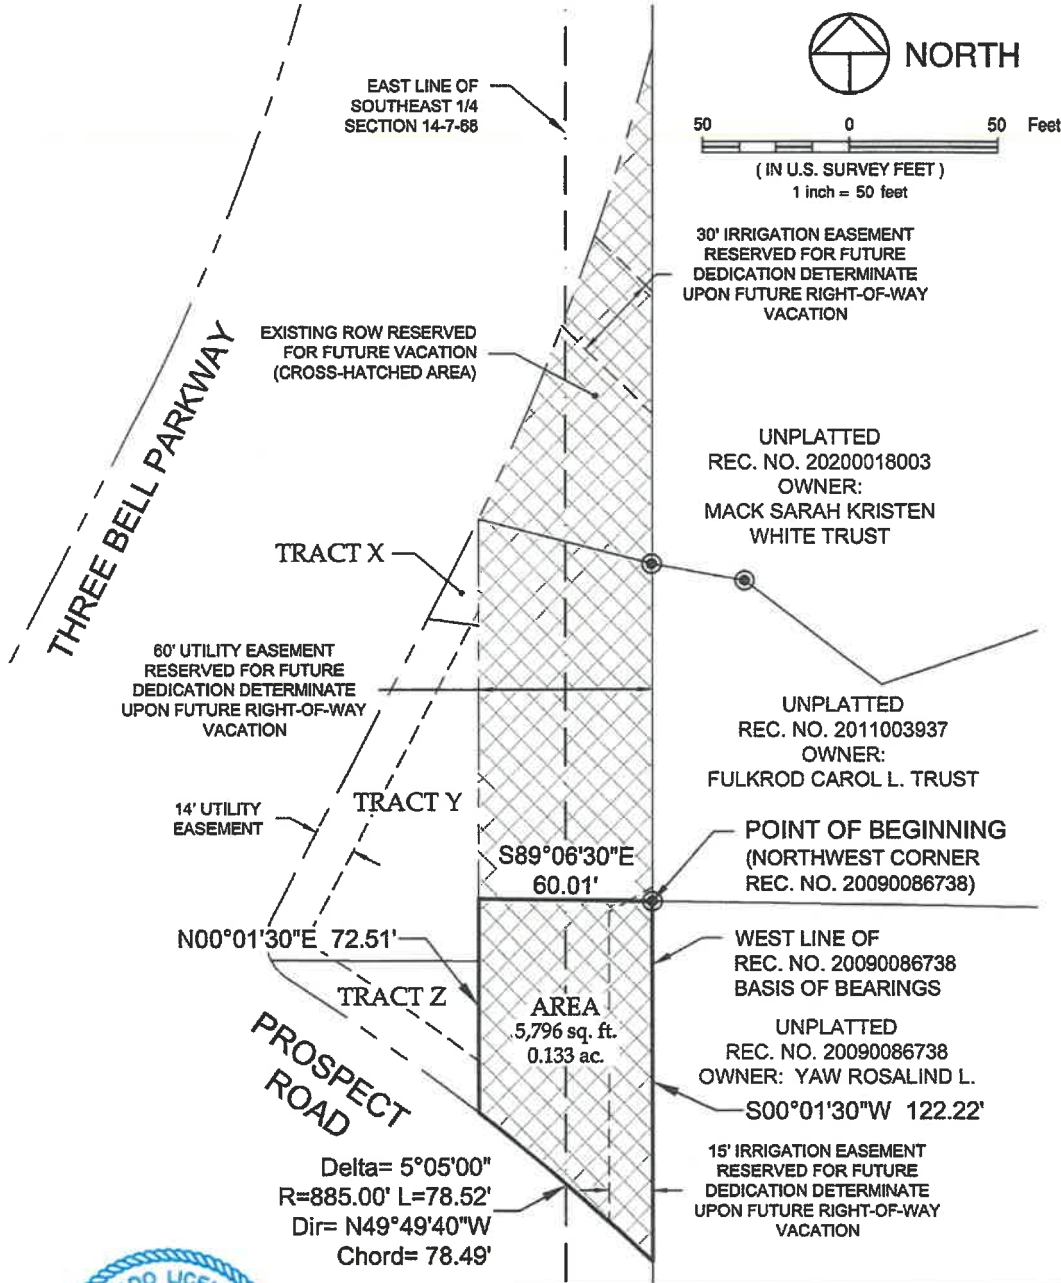 NORTH
50 0 50 Feet
( IN U.S. SURVEY FEET )
1 inch = 50 feet
EAST LINE OF
SOUTHEAST 1/4
SECTION 14-7-68
30' IRRIGATION EASEMENT
RESERVED FOR FUTURE
DEDICATION DETERMINATE
UPON FUTURE RIGHT-OF-WAY
VACATION
EXISTING ROW RESERVED
FOR FUTURE VACATION
(CROSS-HATCHED AREA)
THREE BELL PARKWAY
UNPLATTED
REC. NO. 20200018003
OWNER:
MACK SARAH KRISTEN
WHITE TRUST
TRACT X
60' UTILITY EASEMENT
RESERVED FOR FUTURE
DEDICATION DETERMINATE
UPON FUTURE RIGHT-OF-WAY
VACATION
UNPLATTED
REC. NO. 2011003937
OWNER:
FULKROD CAROL L. TRUST
14' UTILITY
EASEMENT
TRACT Y
S89°06'30"E
60.01'
POINT OF BEGINNING
(NORTHWEST CORNER
REC. NO. 20090086738)
N00°01'30"E 72.51'
WEST LINE OF
REC. NO. 20090086738
BASIS OF BEARINGS
TRACT Z
AREA
5,796 sq. ft.
0.133 ac.
UNPLATTED
REC. NO. 20090086738
OWNER: YAW ROSALIND L.
S00°01'30"W 122.22'
PROSPECT
ROAD
Delta= 5°05'00"
R=885.00' L=78.52'
Dir= N49°49'40"W
Chord= 78.49'
15' IRRIGATION EASEMENT
RESERVED FOR FUTURE
DEDICATION DETERMINATE
UPON FUTURE RIGHT-OF-WAY
VACATION